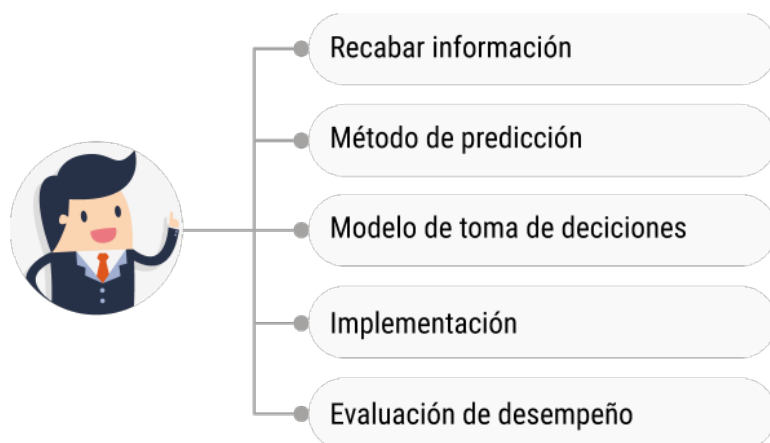 Recabar información
Método de predicción
Modelo de toma de deciciones
Implementación
Evaluación de desempeño